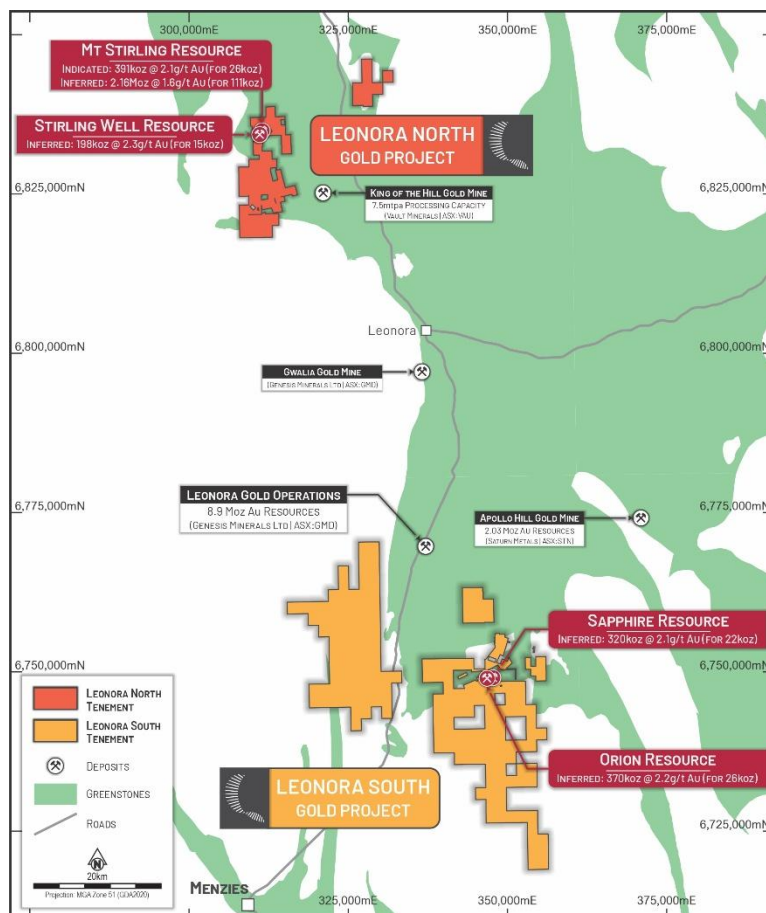 300,000mE
325,000mE
350,000mE
375,000mE
Mt Stirling Resource
Indicated: 391koz @ 2.1g/t Au (for 26koz)
Inferred: 2.16Moz @ 1.6g/t Au (for 111koz)
Stirling Well Resource
Inferred: 198koz @ 2.3g/t Au (for 15koz)
LEONORA NORTH
GOLD PROJECT
6,825,000mN
6,825,000mN
King of the Hill Gold Mine
7.5mtpa Processing Capacity
(Vault Minerals | ASX:VAU)
Leonora
6,800,000mN
6,800,000mN
Gwalia Gold Mine
(Genesis Minerals Ltd | ASX:GMD)
6,775,000mN
6,775,000mN
Leonora Gold Operations
8.9 Moz Au Resources
(Genesis Minerals Ltd | ASX:GMD)
Apollo Hill Gold Mine
2.03 Moz Au Resources
(Saturn Metals | ASX:STN)
Sapphire Resource
Inferred: 320koz @ 2.1g/t Au (for 22koz)
6,750,000mN
6,750,000mN
Orion Resource
Inferred: 370koz @ 2.2g/t Au (for 26koz)
LEONORA SOUTH
GOLD PROJECT
6,725,000mN
Leonora North
Tenement
Leonora South
Tenement
Deposits
Greenstones
Roads
N
20km
Projection: MGA Zone 51 (GDA2020)
Menzies
325,000mE
350,000mE
375,000mE